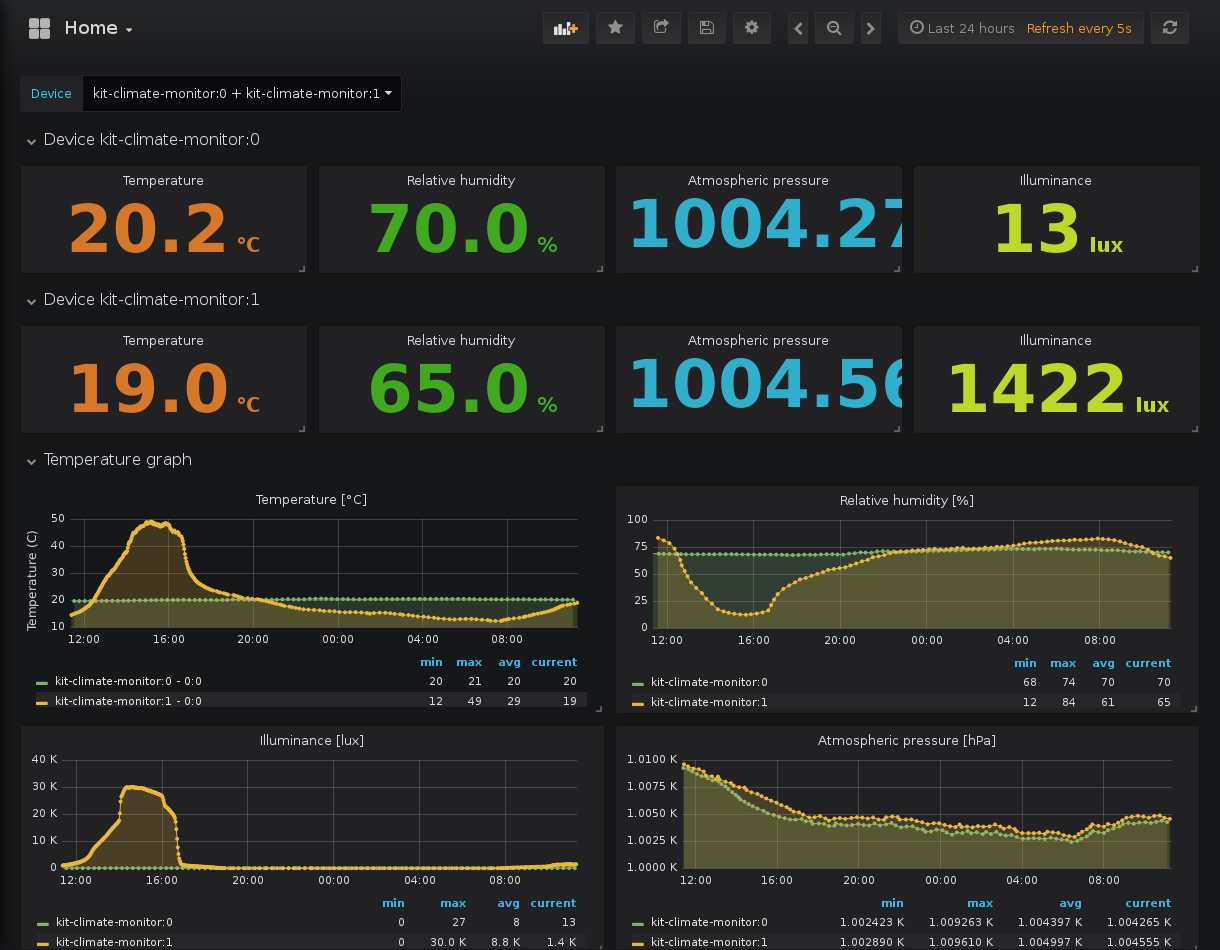 Home
Last 24 hours Refresh every 5s
Device kit-climate-monitor:0 + kit-climate-monitor:1
Device kit-climate-monitor:0
Temperature Relative humidity Atmospheric pressure Illuminance
20.2 °C 70.0 % 1004.27 13 lux
Device kit-climate-monitor:1
Temperature Relative humidity Atmospheric pressure Illuminance
19.0 °C 65.0 % 1004.56 1422 lux
Temperature graph
Temperature [°C]
Temperature (C)
50
40
30
20
10
12:00 16:00 20:00 00:00 04:00 08:00
min max avg current
kit-climate-monitor:0 - 0:0 20 21 20 20
kit-climate-monitor:1 - 0:0 12 49 29 19
Relative humidity [%]
100
75
50
25
0
12:00 16:00 20:00 00:00 04:00 08:00
min max avg current
kit-climate-monitor:0 68 74 70 70
kit-climate-monitor:1 12 84 61 65
Illuminance [lux]
40 K
30 K
20 K
10 K
0
12:00 16:00 20:00 00:00 04:00 08:00
min max avg current
kit-climate-monitor:0 0 27 8 13
kit-climate-monitor:1 0 30.0 K 8.8 K 1.4 K
Atmospheric pressure [hPa]
1.0100 K
1.0075 K
1.0050 K
1.0025 K
1.0000 K
12:00 16:00 20:00 00:00 04:00 08:00
min max avg current
kit-climate-monitor:0 1.002423 K 1.009263 K 1.004397 K 1.004265 K
kit-climate-monitor:1 1.002890 K 1.009610 K 1.004997 K 1.004555 K